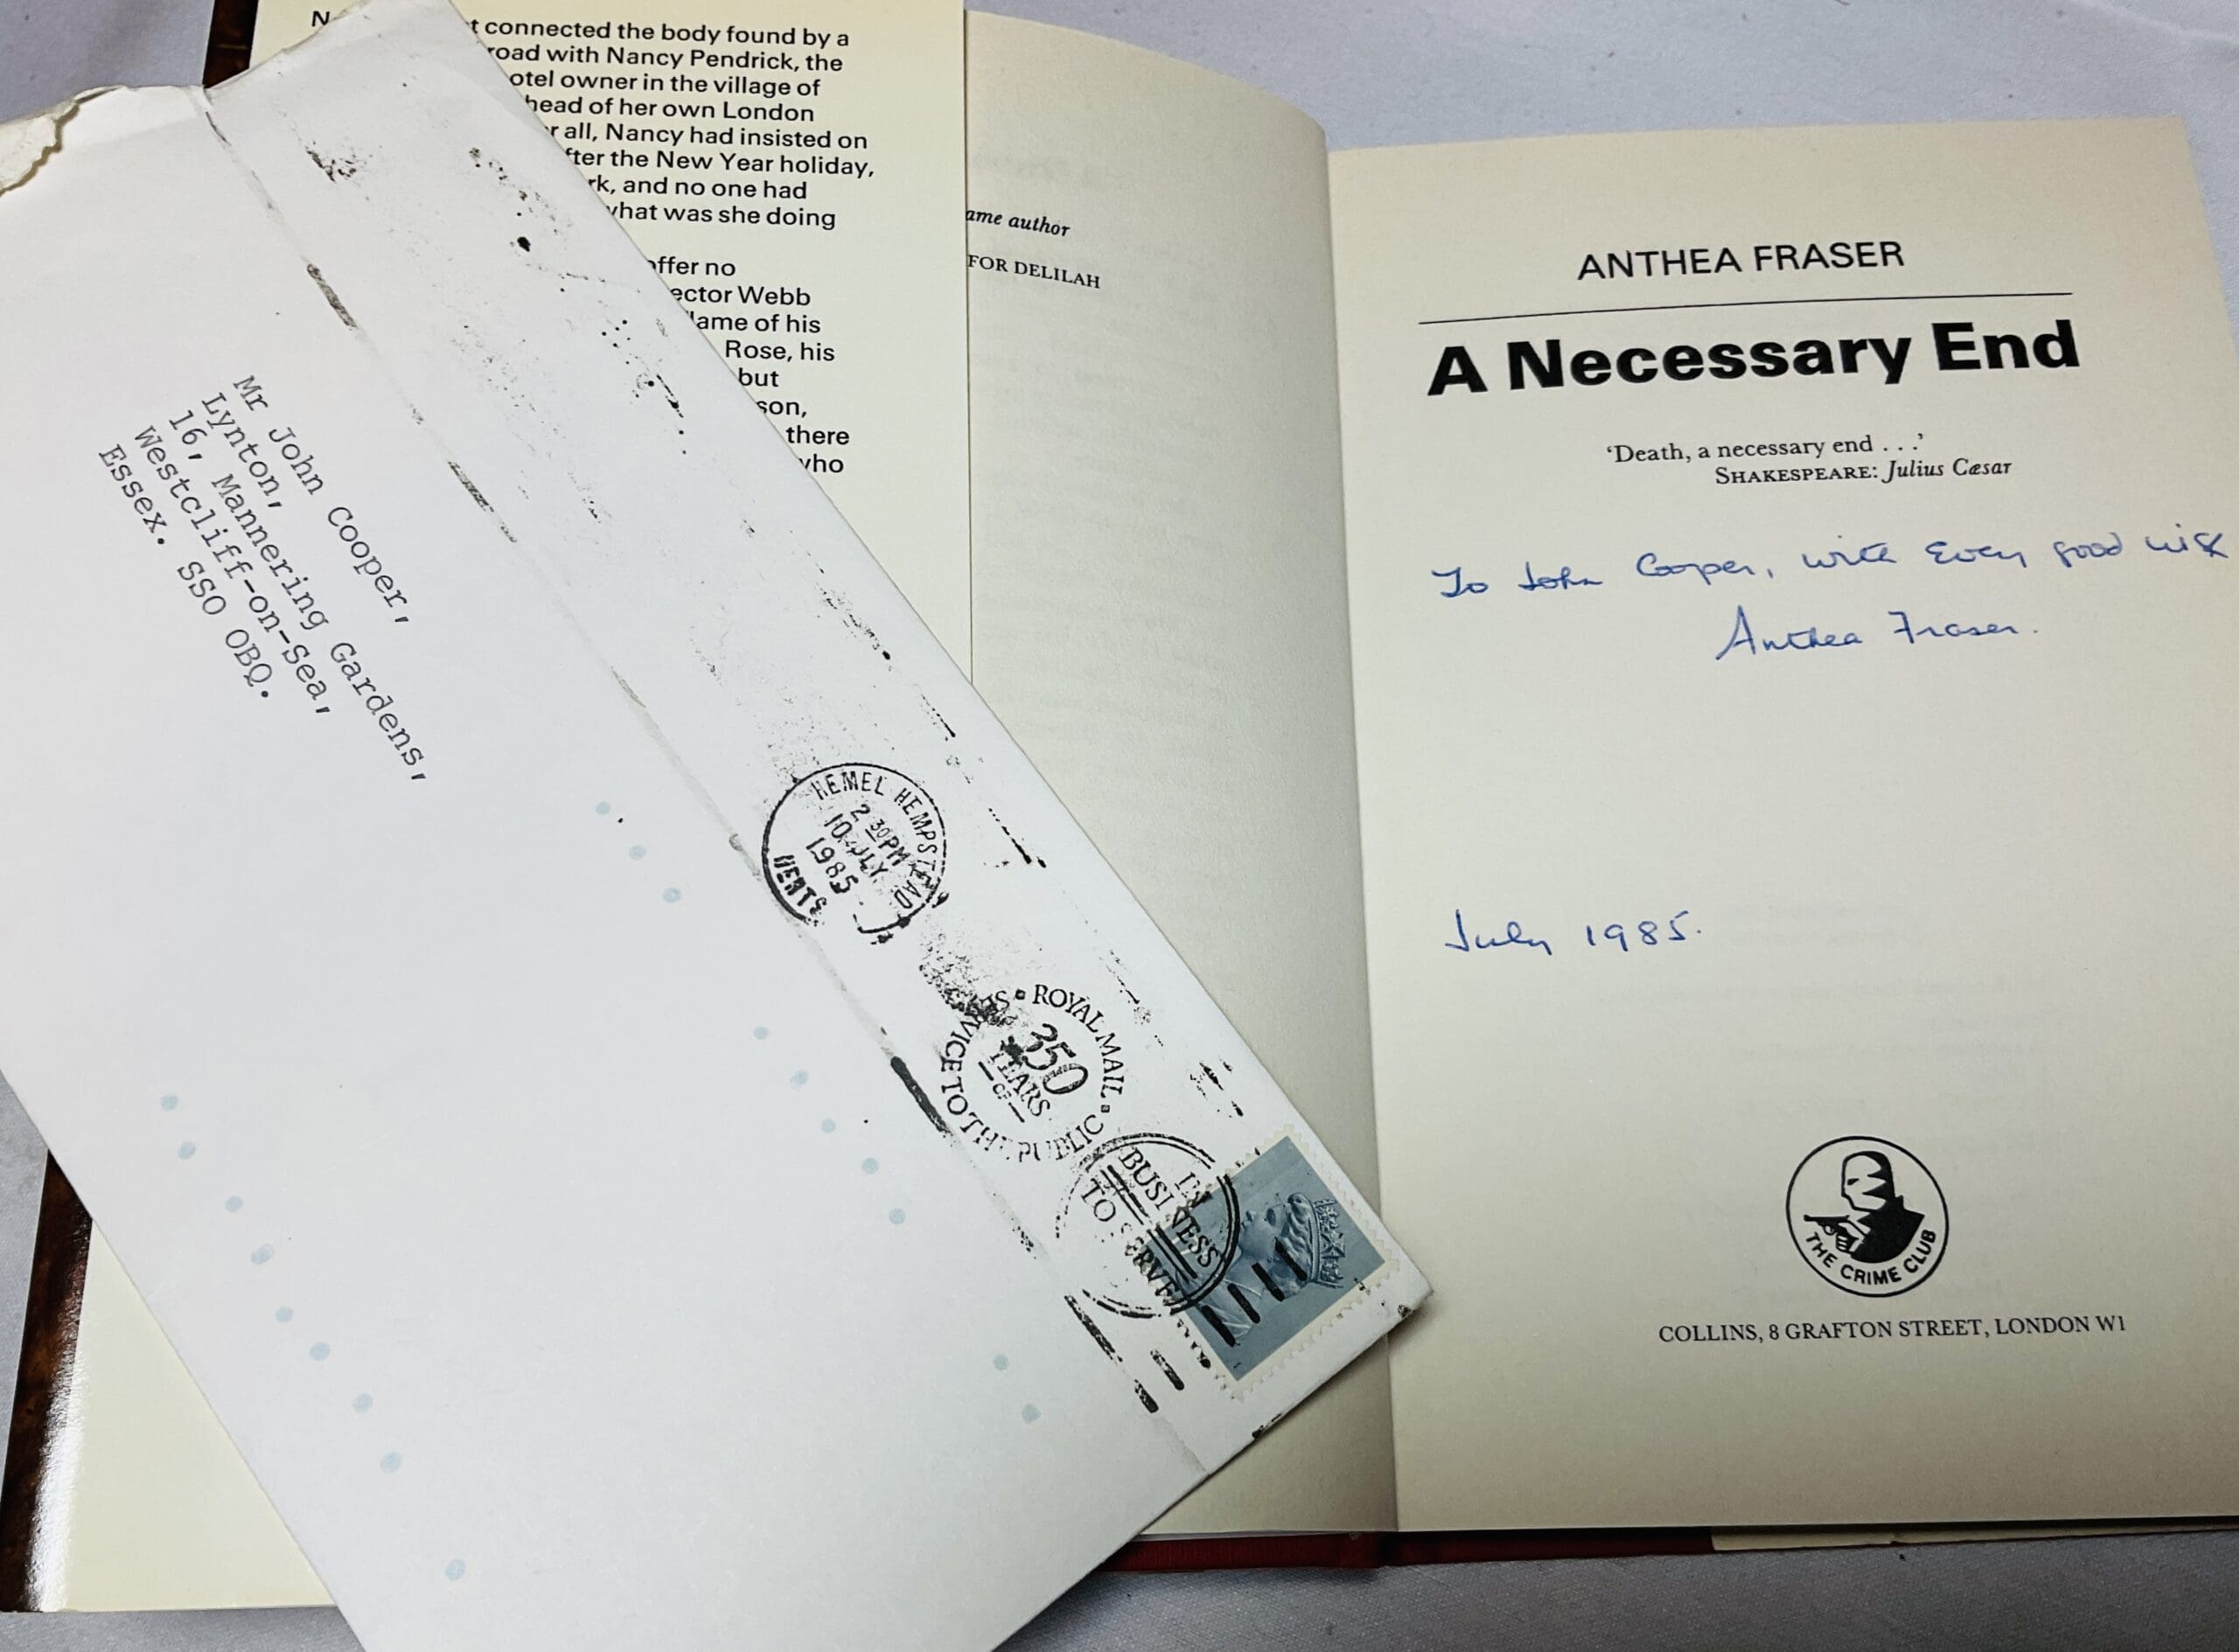 t connected the body found by a
road with Nancy Pendrick, the
otel owner in the village of
head of her own London
r all, Nancy had insisted on
fter the New Year holiday,
rk, and no one had
what was she doing
offer no
ector Webb
lame of his
Rose, his
but
son,
there
who
ame author
FOR DELILAH
ANTHEA FRASER
A Necessary End
‘Death, a necessary end . . .’
SHAKESPEARE: Julius Cæsar
To John Cooper, with every good wish
Anthea Fraser.
July 1985.
THE CRIME CLUB
COLLINS, 8 GRAFTON STREET, LONDON W1
Mr John Cooper,
Lynton,
16, Mannering Gardens,
Westcliff-on-Sea,
Essex. SS0 0BQ.
HEMEL HEMPSTEAD
2 30PM
10 JLY
1985
HERTS
ROYAL MAIL
350
YEARS
OF
SERVICE TO THE PUBLIC
IN
BUSINESS
TO SERVE